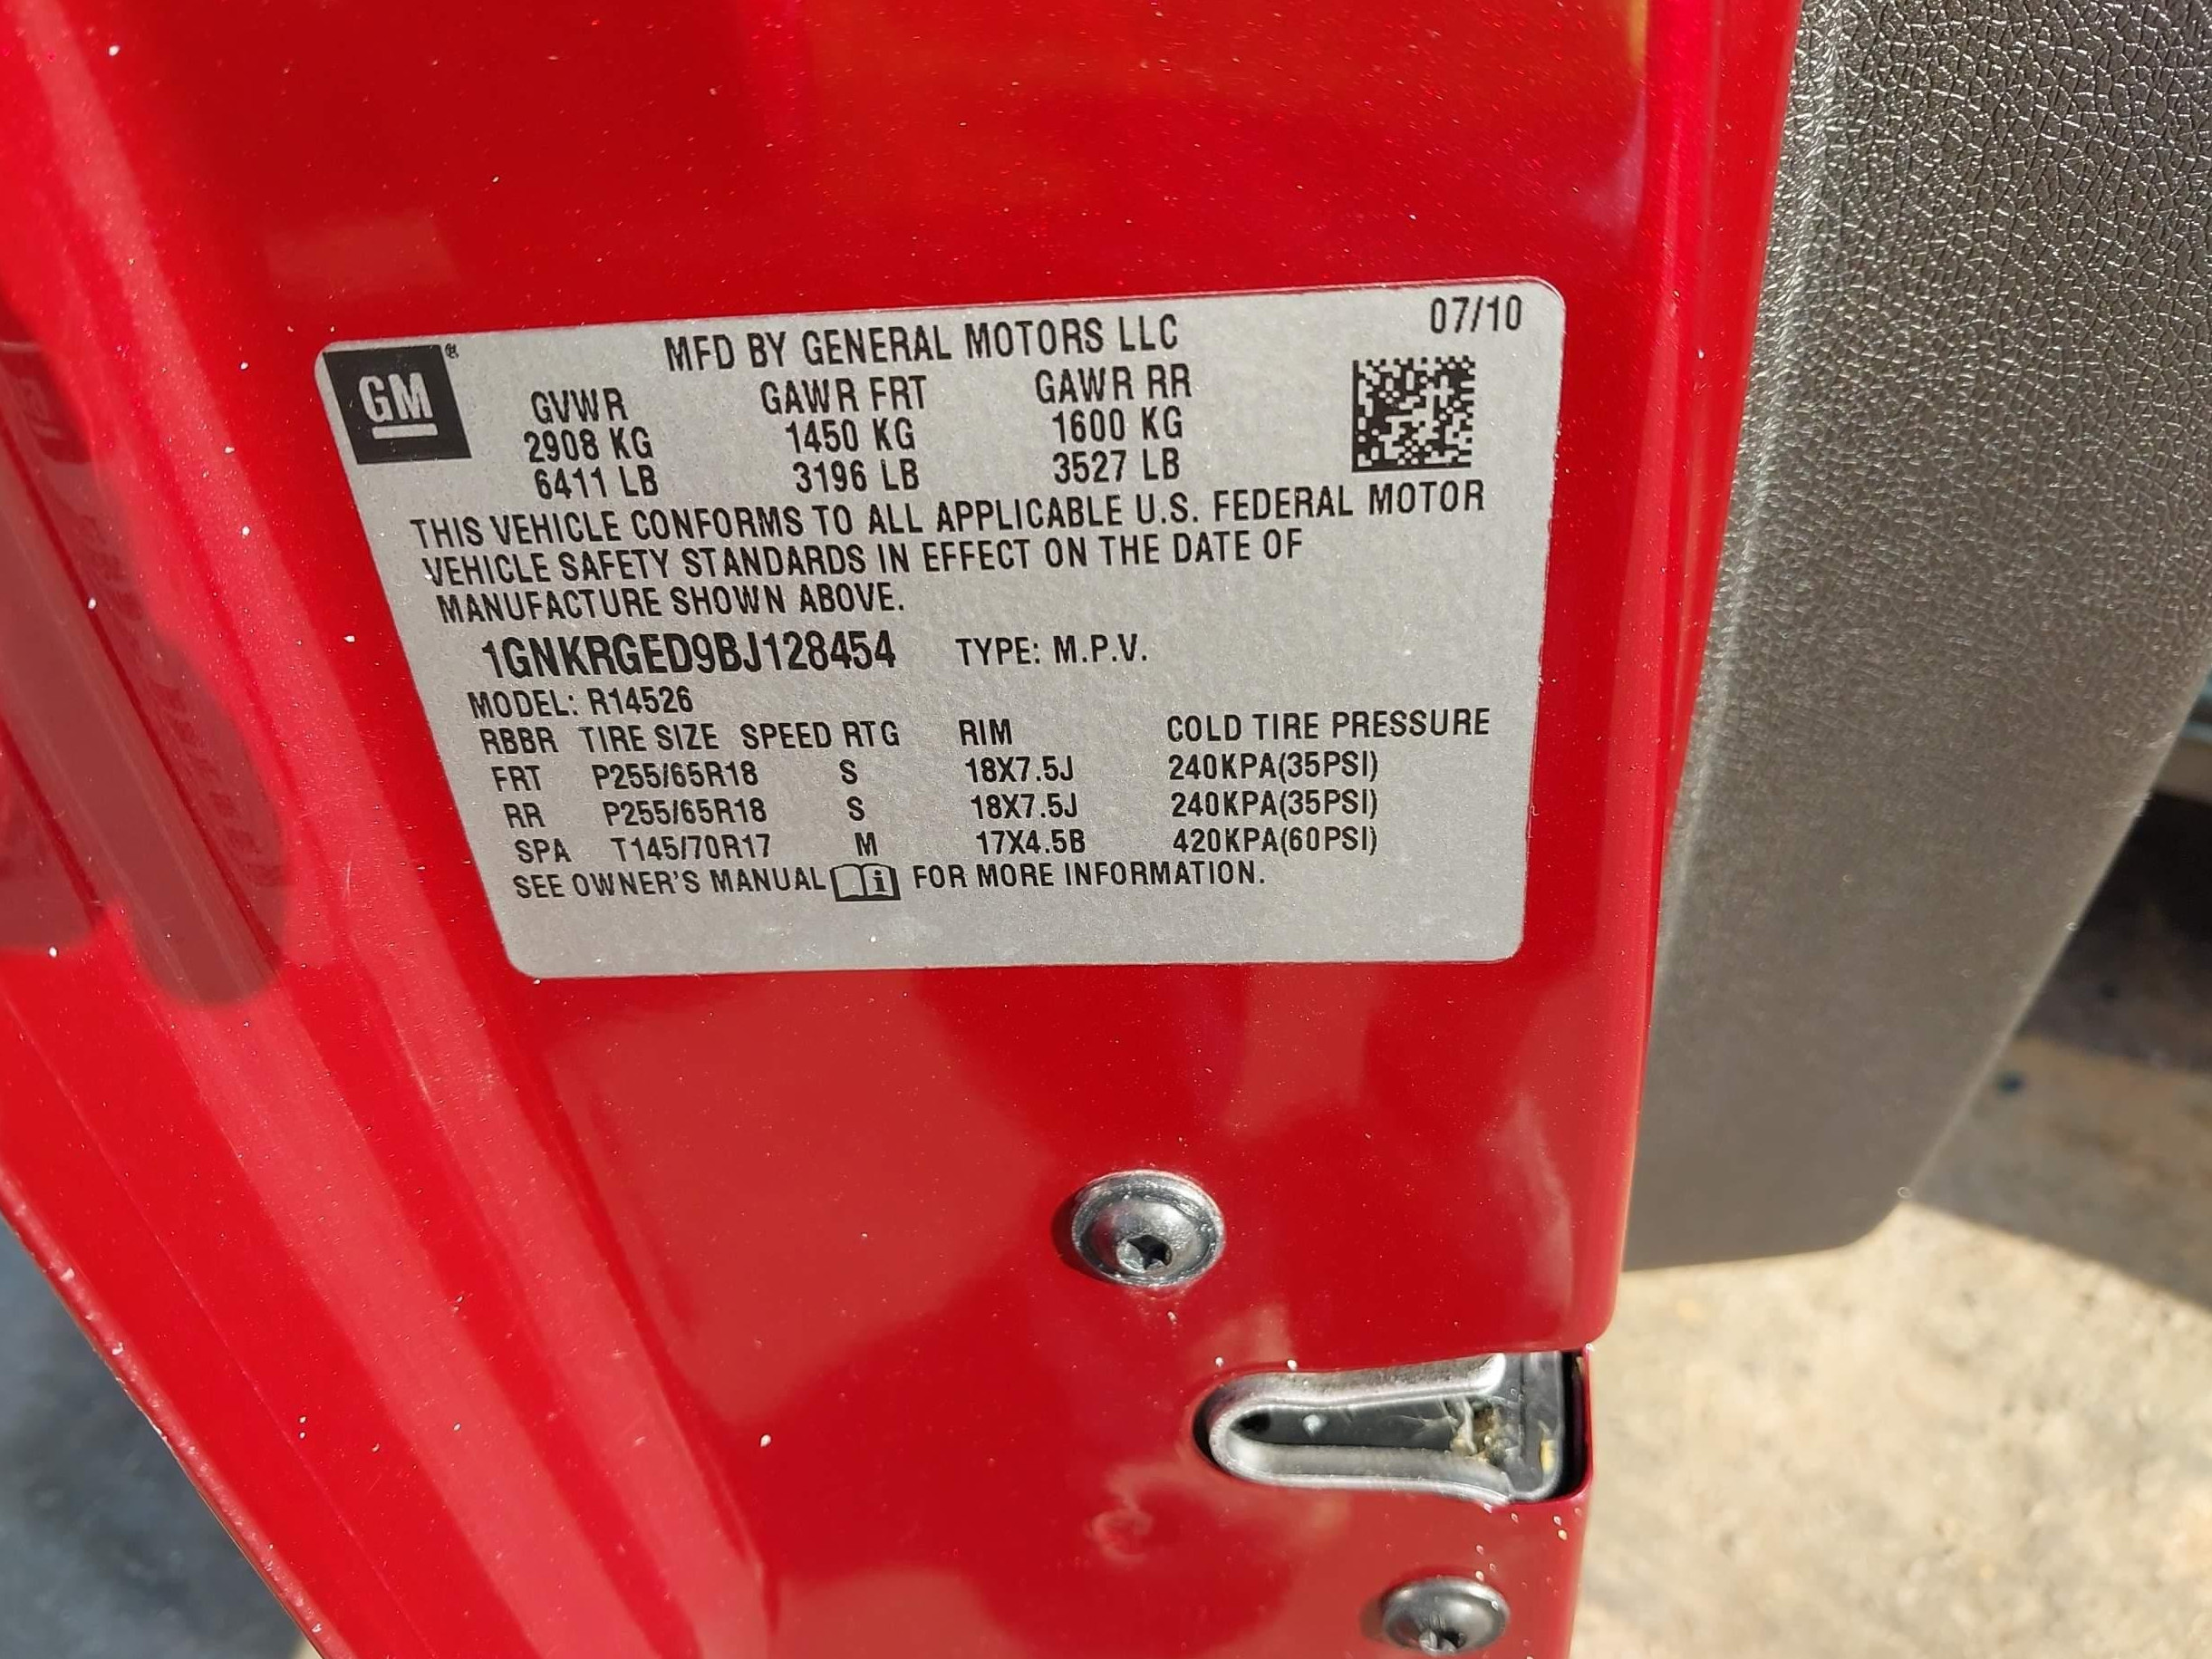 07/10
GM
MFD BY GENERAL MOTORS LLC
GVWR GAWR FRT GAWR RR
2908 KG 1450 KG 1600 KG
6411 LB 3196 LB 3527 LB
THIS VEHICLE CONFORMS TO ALL APPLICABLE U.S. FEDERAL MOTOR
VEHICLE SAFETY STANDARDS IN EFFECT ON THE DATE OF
MANUFACTURE SHOWN ABOVE.
1GNKRGED9BJ128454 TYPE: M.P.V.
MODEL: R14526
RBBR TIRE SIZE SPEED RTG RIM COLD TIRE PRESSURE
FRT P255/65R18 S 18X7.5J 240KPA(35PSI)
RR P255/65R18 S 18X7.5J 240KPA(35PSI)
SPA T145/70R17 M 17X4.5B 420KPA(60PSI)
SEE OWNER'S MANUAL FOR MORE INFORMATION.